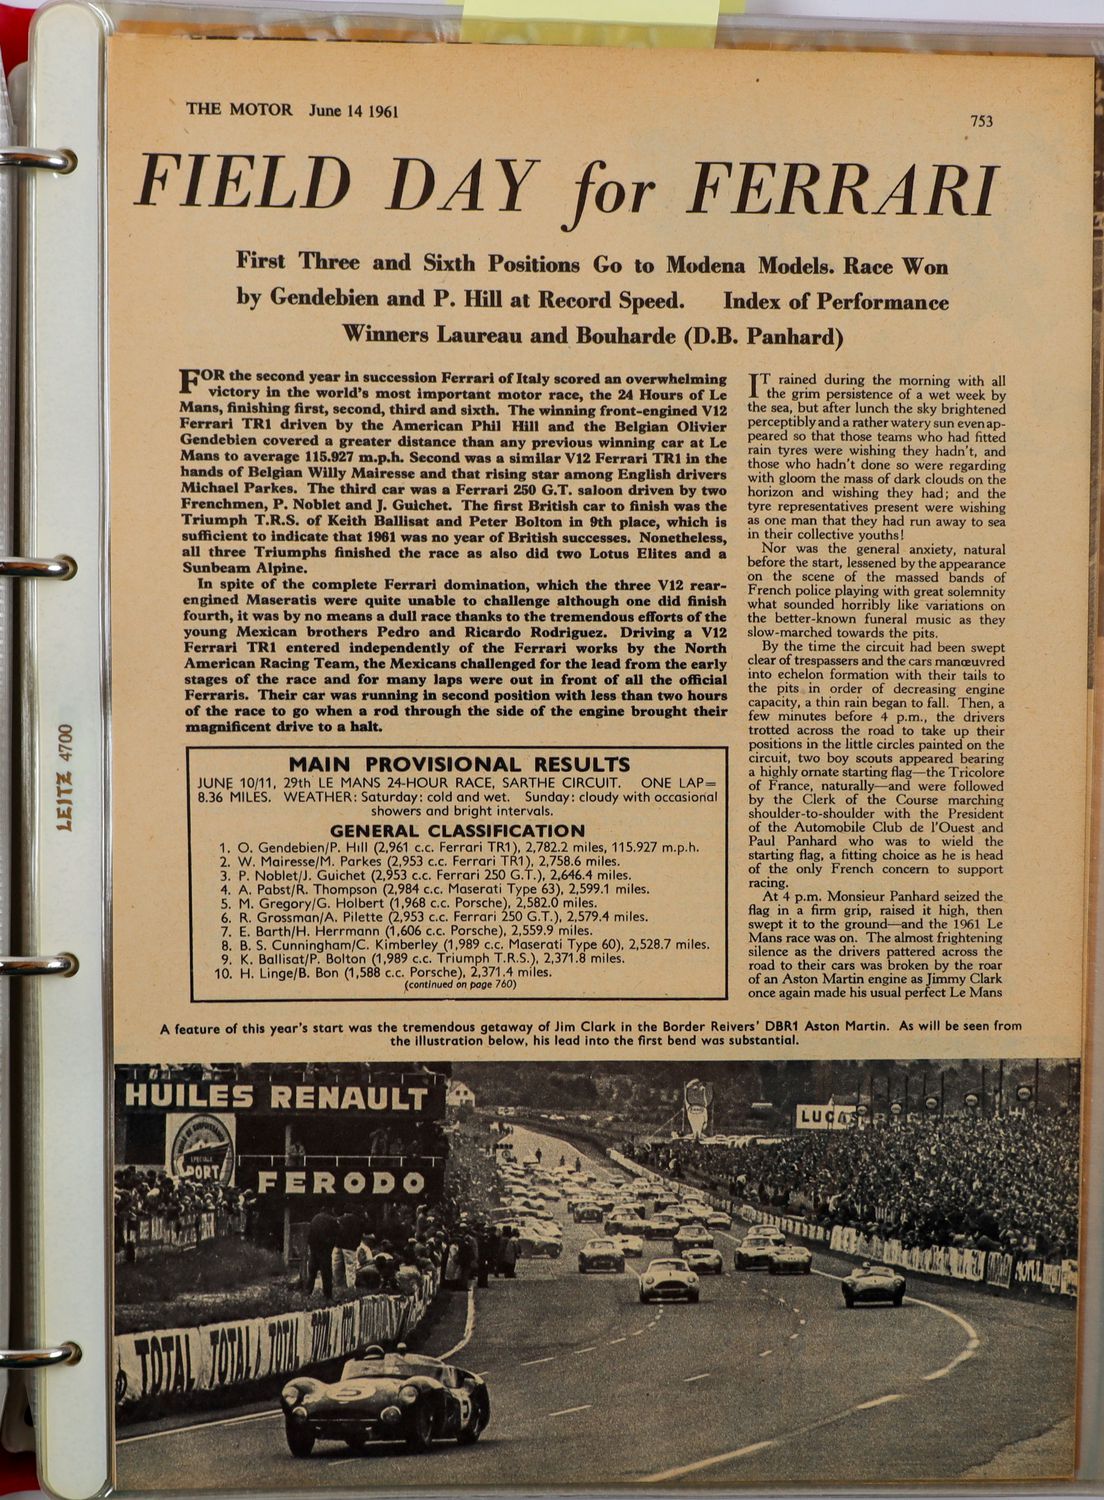 THE MOTOR June 14 1961
753
FIELD DAY for FERRARI
First Three and Sixth Positions Go to Modena Models. Race Won
by Gendebien and P. Hill at Record Speed. Index of Performance
Winners Laureau and Bouharde (D.B. Panhard)
FOR the second year in succession Ferrari of Italy scored an overwhelming
victory in the world's most important motor race, the 24 Hours of Le
Mans, finishing first, second, third and sixth. The winning front-engined V12
Ferrari TR1 driven by the American Phil Hill and the Belgian Olivier
Gendebien covered a greater distance than any previous winning car at Le
Mans to average 115.927 m.p.h. Second was a similar V12 Ferrari TR1 in the
hands of Belgian Willy Mairesse and that rising star among English drivers
Michael Parkes. The third car was a Ferrari 250 G.T. saloon driven by two
Frenchmen, P. Noblet and J. Guichet. The first British car to finish was the
Triumph T.R.S. of Keith Ballisat and Peter Bolton in 9th place, which is
sufficient to indicate that 1961 was no year of British successes. Nonetheless,
all three Triumphs finished the race as also did two Lotus Elites and a
Sunbeam Alpine.
In spite of the complete Ferrari domination, which the three V12 rear-
engined Maseratis were quite unable to challenge although one did finish
fourth, it was by no means a dull race thanks to the tremendous efforts of the
young Mexican brothers Pedro and Ricardo Rodriguez. Driving a V12
Ferrari TR1 entered independently of the Ferrari works by the North
American Racing Team, the Mexicans challenged for the lead from the early
stages of the race and for many laps were out in front of all the official
Ferraris. Their car was running in second position with less than two hours
of the race to go when a rod through the side of the engine brought their
magnificent drive to a halt.
MAIN PROVISIONAL RESULTS
JUNE 10/11, 29th LE MANS 24-HOUR RACE, SARTHE CIRCUIT. ONE LAP=
8.36 MILES. WEATHER: Saturday: cold and wet. Sunday: cloudy with occasional
showers and bright intervals.
GENERAL CLASSIFICATION
1. O. Gendebien/P. Hill (2,961 c.c. Ferrari TR1), 2,782.2 miles, 115.927 m.p.h.
2. W. Mairesse/M. Parkes (2,953 c.c. Ferrari TR1), 2,758.6 miles.
3. P. Noblet/J. Guichet (2,953 c.c. Ferrari 250 G.T.), 2,646.4 miles.
4. A. Pabst/R. Thompson (2,984 c.c. Maserati Type 63), 2,599.1 miles.
5. M. Gregory/G. Holbert (1,968 c.c. Porsche), 2,582.0 miles.
6. R. Grossman/A. Pilette (2,953 c.c. Ferrari 250 G.T.), 2,579.4 miles.
7. E. Barth/H. Herrmann (1,606 c.c. Porsche), 2,559.9 miles.
8. B. S. Cunningham/C. Kimberley (1,989 c.c. Maserati Type 60), 2,528.7 miles.
9. K. Ballisat/P. Bolton (1,989 c.c. Triumph T.R.S.), 2,371.8 miles.
10. H. Linge/B. Bon (1,588 c.c. Porsche), 2,371.4 miles.
(continued on page 760)
IT rained during the morning with all
the grim persistence of a wet week by
the sea, but after lunch the sky brightened
perceptibly and a rather watery sun even ap-
peared so that those teams who had fitted
rain tyres were wishing they hadn't, and
those who hadn't done so were regarding
with gloom the mass of dark clouds on the
horizon and wishing they had; and the
tyre representatives present were wishing
as one man that they had run away to sea
in their collective youths!
Nor was the general anxiety, natural
before the start, lessened by the appearance
on the scene of the massed bands of
French police playing with great solemnity
what sounded horribly like variations on
the better-known funeral music as they
slow-marched towards the pits.
By the time the circuit had been swept
clear of trespassers and the cars manœuvred
into echelon formation with their tails to
the pits in order of decreasing engine
capacity, a thin rain began to fall. Then, a
few minutes before 4 p.m., the drivers
trotted across the road to take up their
positions in the little circles painted on the
circuit, two boy scouts appeared bearing
a highly ornate starting flag—the Tricolore
of France, naturally—and were followed
by the Clerk of the Course marching
shoulder-to-shoulder with the President
of the Automobile Club de l'Ouest and
Paul Panhard who was to wield the
starting flag, a fitting choice as he is head
of the only French concern to support
racing.
At 4 p.m. Monsieur Panhard seized the
flag in a firm grip, raised it high, then
swept it to the ground—and the 1961 Le
Mans race was on. The almost frightening
silence as the drivers pattered across the
road to their cars was broken by the roar
of an Aston Martin engine as Jimmy Clark
once again made his usual perfect Le Mans
A feature of this year's start was the tremendous getaway of Jim Clark in the Border Reivers' DBR1 Aston Martin. As will be seen from
the illustration below, his lead into the first bend was substantial.
HUILES RENAULT
SPORT
FERODO
LUCAS
TOTAL TOTAL TOTAL TOTAL
5
LEITZ 4700